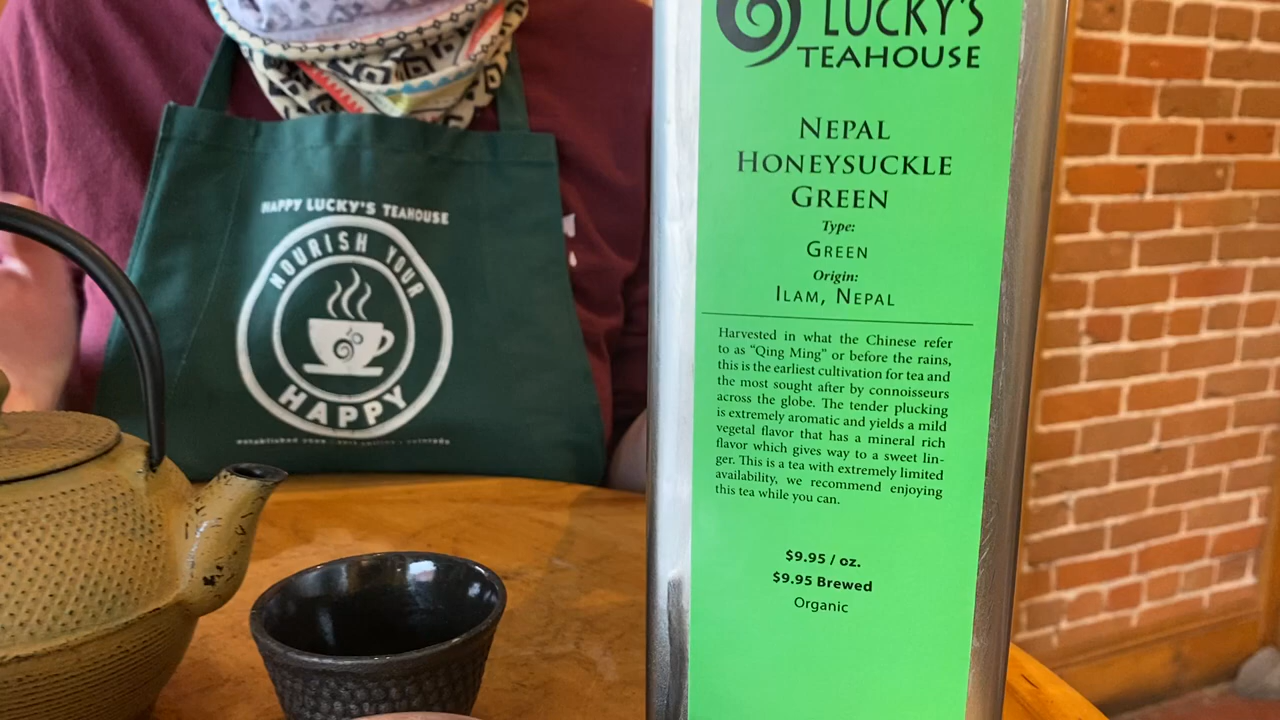 HAPPY LUCKY'S TEAHOUSE
NOURISH YOUR
HAPPY
LUCKY'S
TEAHOUSE
NEPAL
HONEYSUCKLE
GREEN
Type:
GREEN
Origin:
ILAM, NEPAL
Harvested in what the Chinese refer
to as “Qing Ming” or before the rains,
this is the earliest cultivation for tea and
the most sought after by connoisseurs
across the globe. The tender plucking
is extremely aromatic and yields a mild
vegetal flavor that has a mineral rich
flavor which gives way to a sweet lin-
ger. This is a tea with extremely limited
availability, we recommend enjoying
this tea while you can.
$9.95 / oz.
$9.95 Brewed
Organic